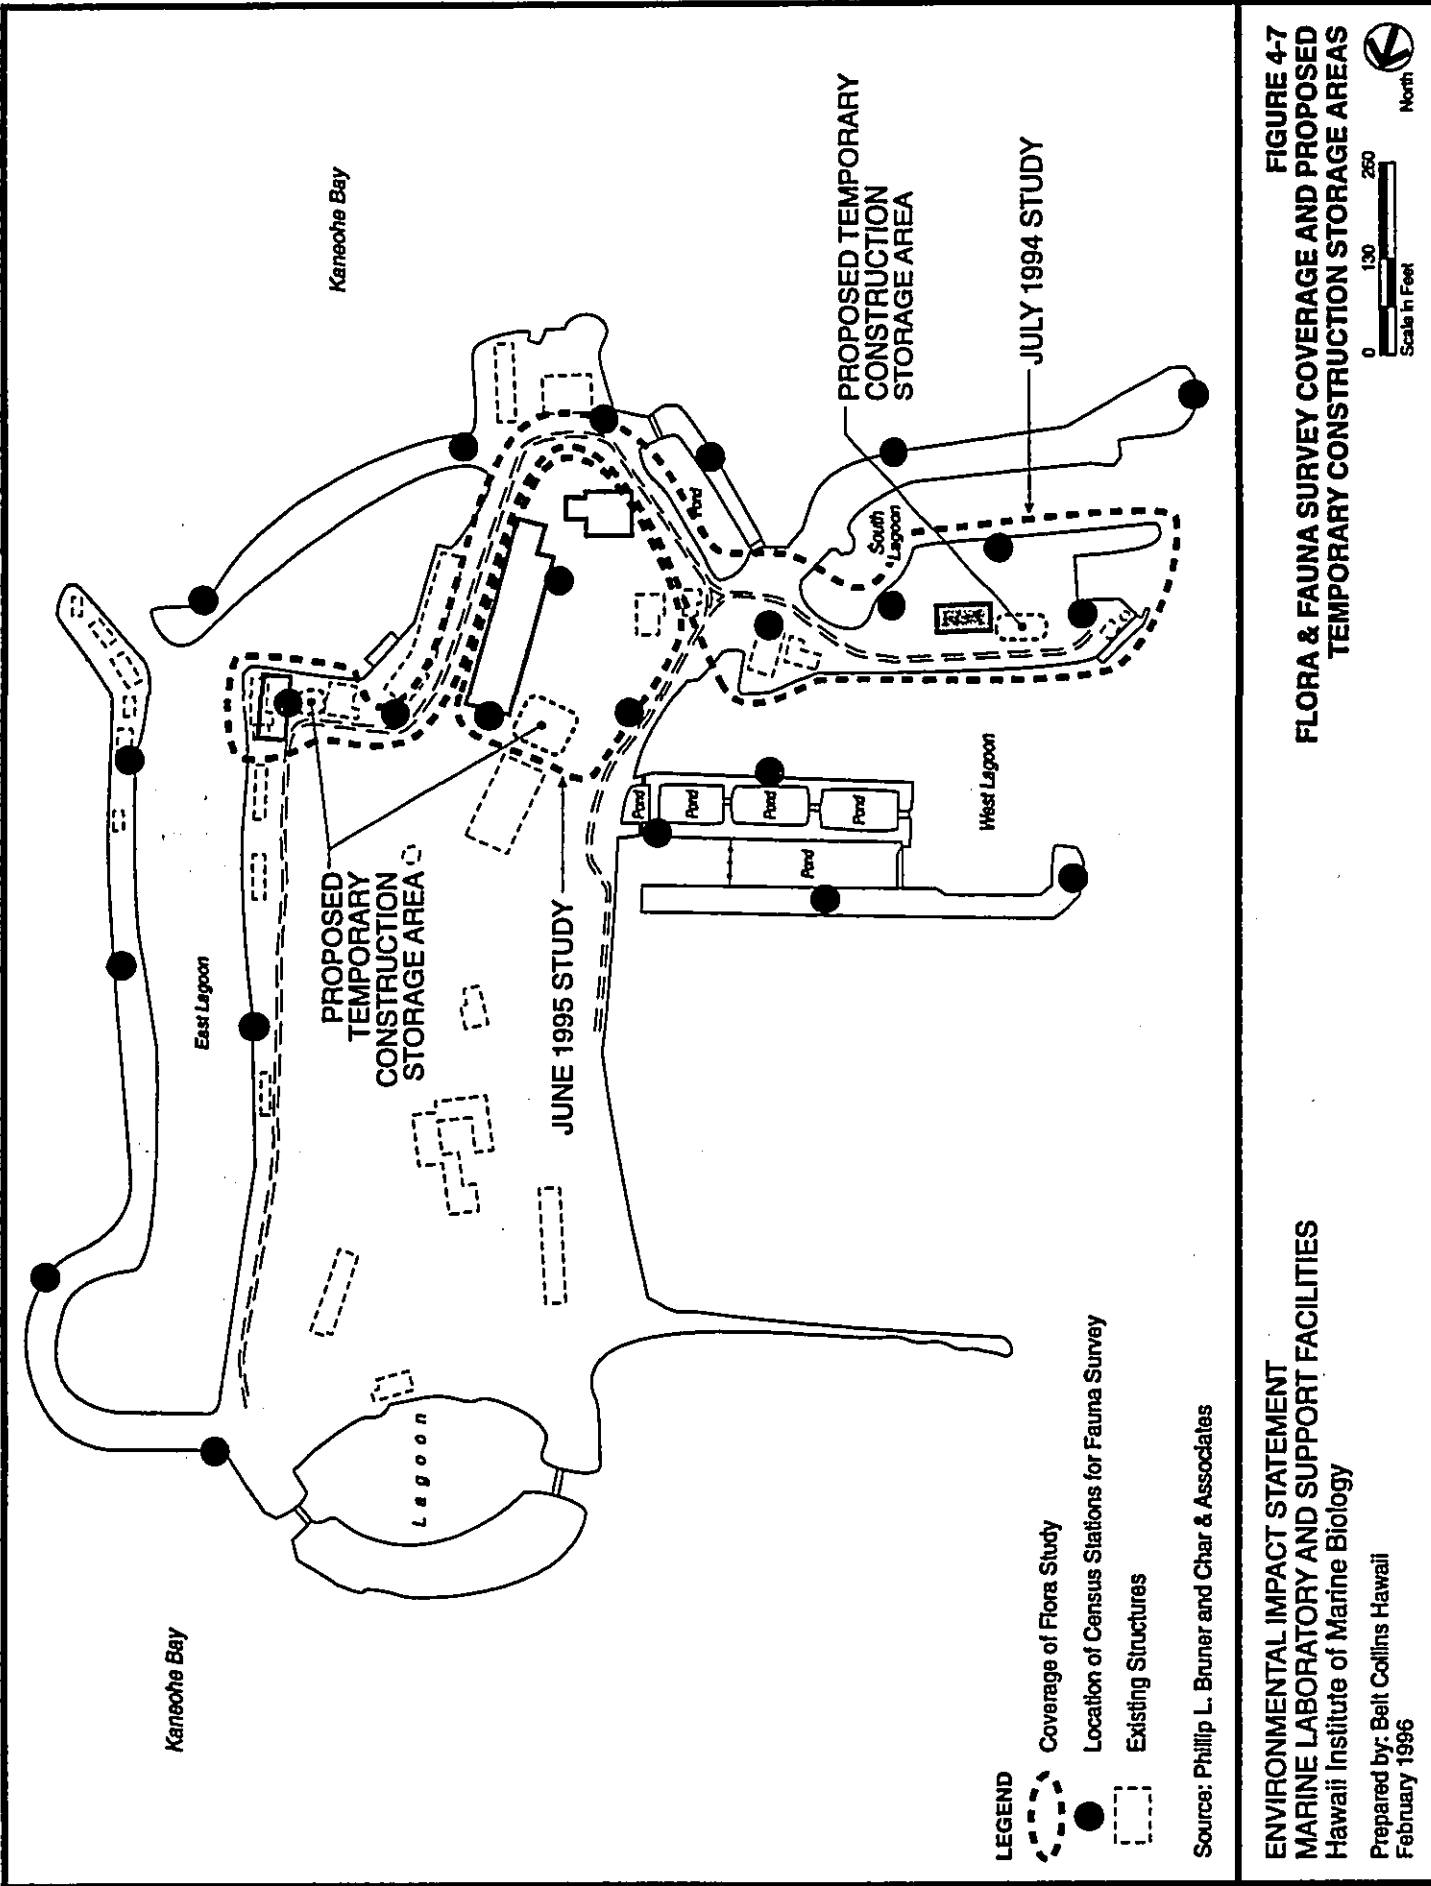 Kaneohe Bay
Kaneohe Bay
East Lagoon
Lagoon
PROPOSED
TEMPORARY
CONSTRUCTION
STORAGE AREA
JUNE 1995 STUDY
Pond
Pond
Pond
Pond
Pond
Pond
West Lagoon
South
Lagoon
PROPOSED TEMPORARY
CONSTRUCTION
STORAGE AREA
JULY 1994 STUDY
LEGEND
Coverage of Flora Study
Location of Census Stations for Fauna Survey
Existing Structures
Source: Phillip L. Bruner and Char & Associates
ENVIRONMENTAL IMPACT STATEMENT
MARINE LABORATORY AND SUPPORT FACILITIES
Hawaii Institute of Marine Biology
Prepared by: Belt Collins Hawaii
February 1996
FIGURE 4-7
FLORA & FAUNA SURVEY COVERAGE AND PROPOSED
TEMPORARY CONSTRUCTION STORAGE AREAS
0 130 260
Scale in Feet
North